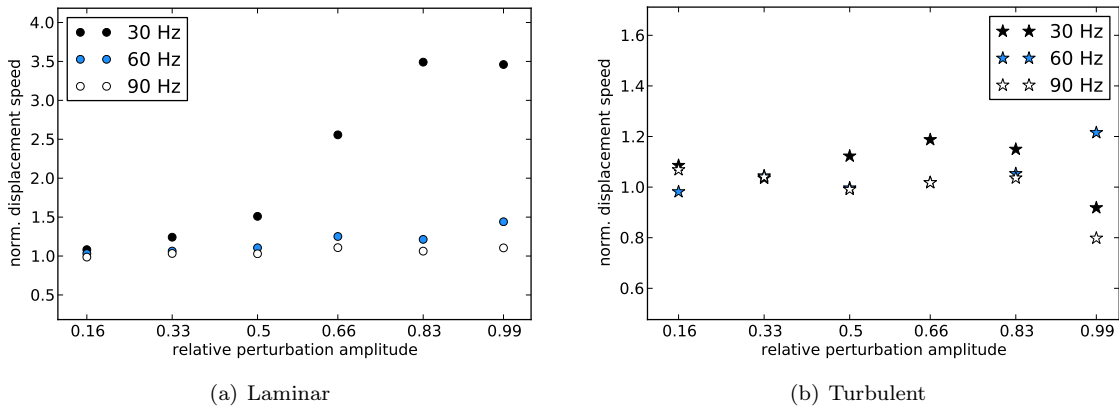 4.0
3.5
3.0
2.5
2.0
1.5
1.0
0.5
norm. displacement speed
30 Hz
60 Hz
90 Hz
0.16 0.33 0.5 0.66 0.83 0.99
relative perturbation amplitude
(a) Laminar
1.6
1.4
1.2
1.0
0.8
0.6
norm. displacement speed
30 Hz
60 Hz
90 Hz
0.16 0.33 0.5 0.66 0.83 0.99
relative perturbation amplitude
(b) Turbulent